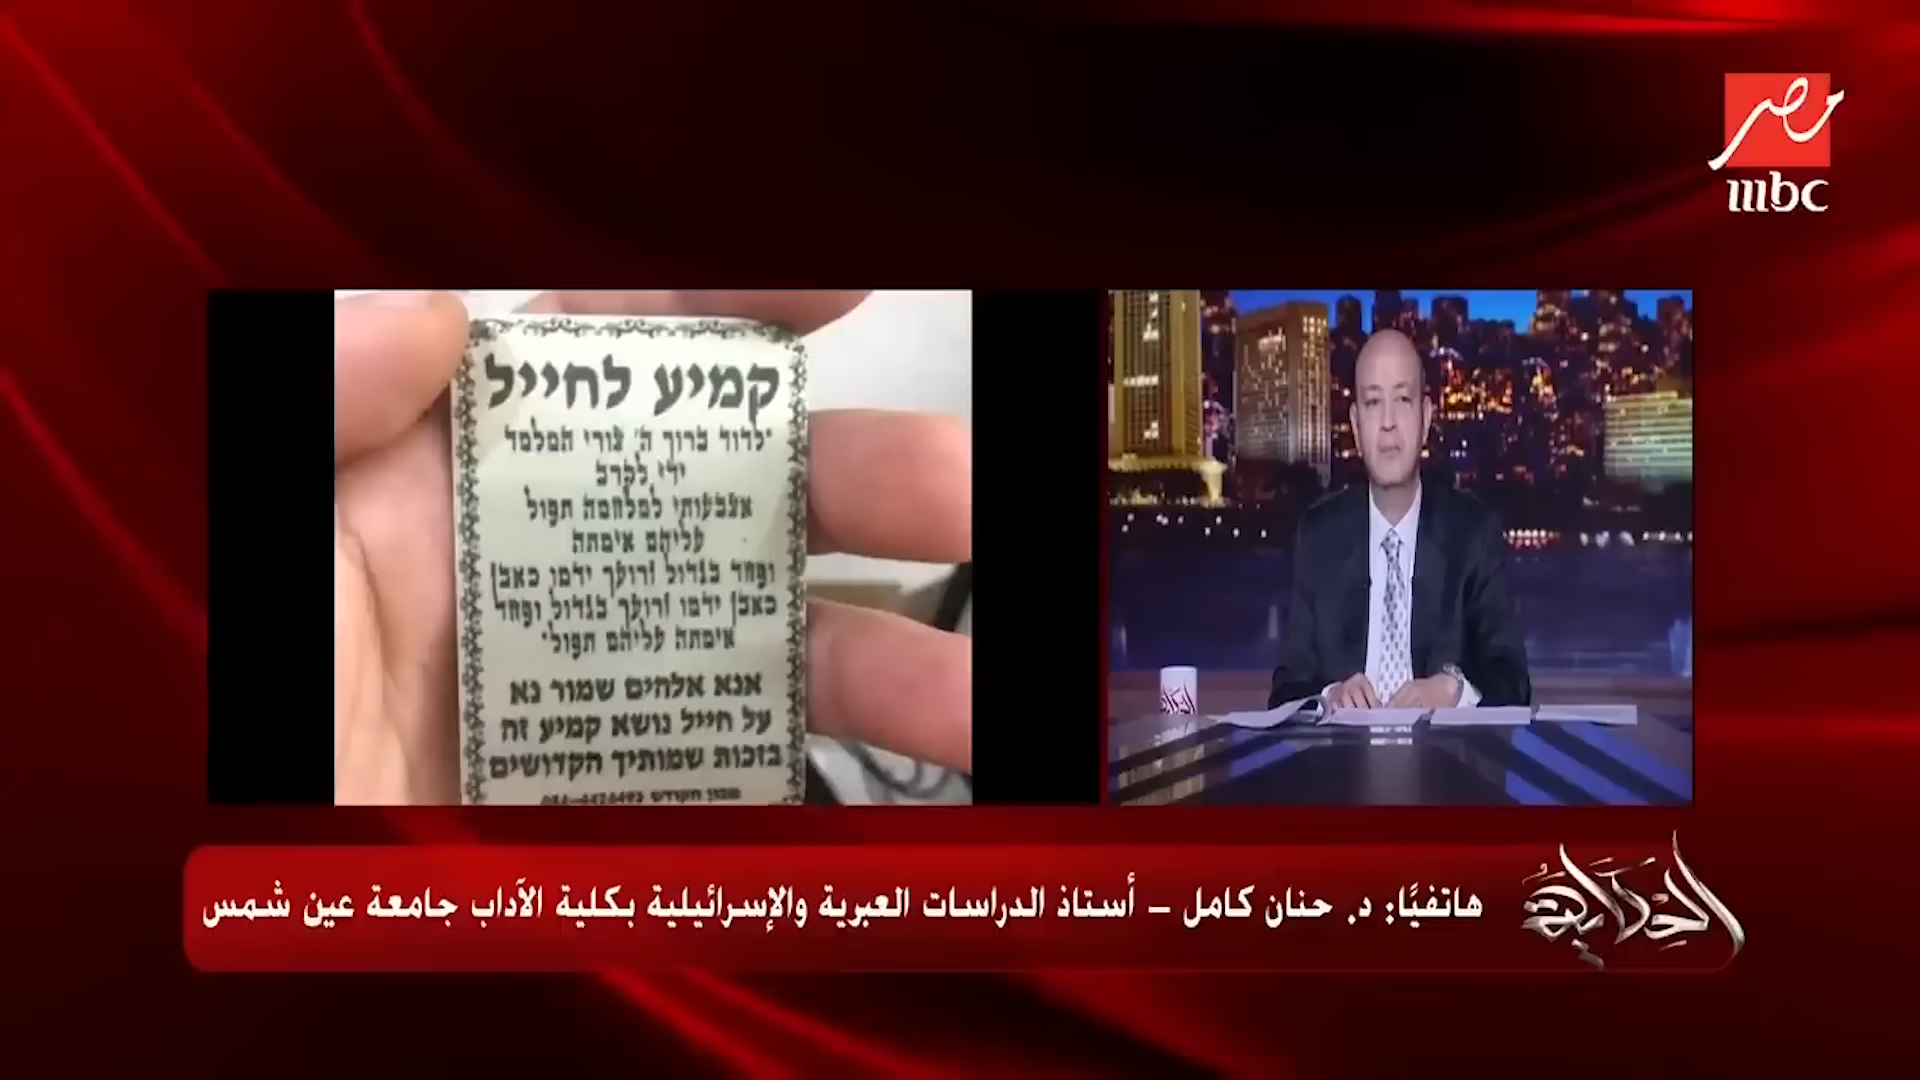 مصر
mbc
קמיע לחייל
"לדוד ברוך ה' צורי המלמד
ידי לקרב
אצבעותי למלחמה תפול
עליהם אימתה
ופחד בגדול זרועך ידמו כאבן
כאבן ידמו זרועך בגדול ופחד
אימתה עליהם תפול"
אנא אלהים שמור נא
על חייל נושא קמיע זה
בזכות שמותיך הקדושים
מכון הקודש
الحكاية
هاتفيًا: د. حنان كامل – أستاذ الدراسات العبرية والإسرائيلية بكلية الآداب جامعة عين شمس